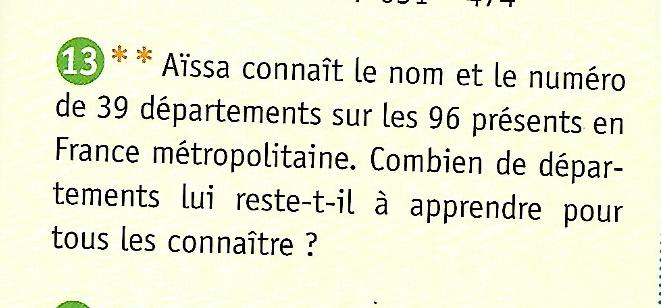 13 ** Aïssa connaît le nom et le numéro
de 39 départements sur les 96 présents en
France métropolitaine. Combien de dépar-
tements lui reste-t-il à apprendre pour
tous les connaître ?